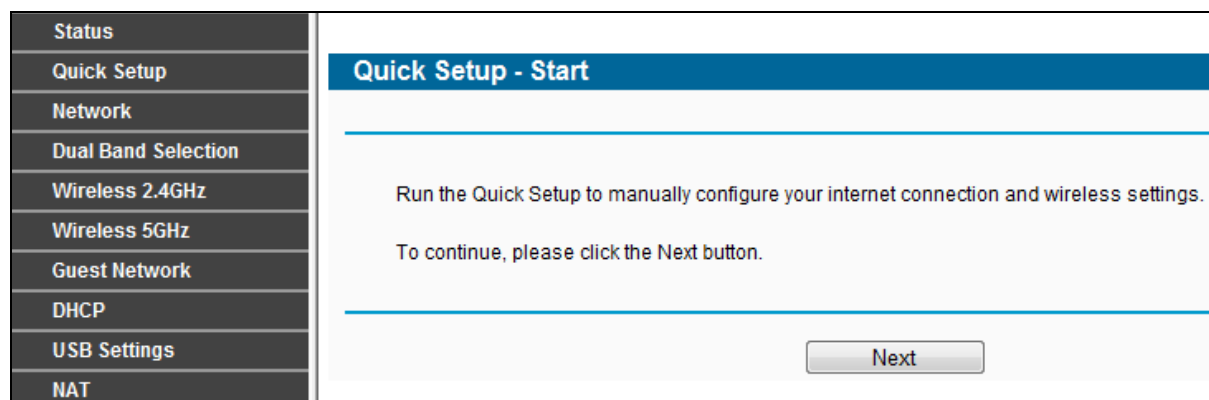 Status
Quick Setup
Network
Dual Band Selection
Wireless 2.4GHz
Wireless 5GHz
Guest Network
DHCP
USB Settings
NAT
Quick Setup - Start
Run the Quick Setup to manually configure your internet connection and wireless settings.
To continue, please click the Next button.
Next